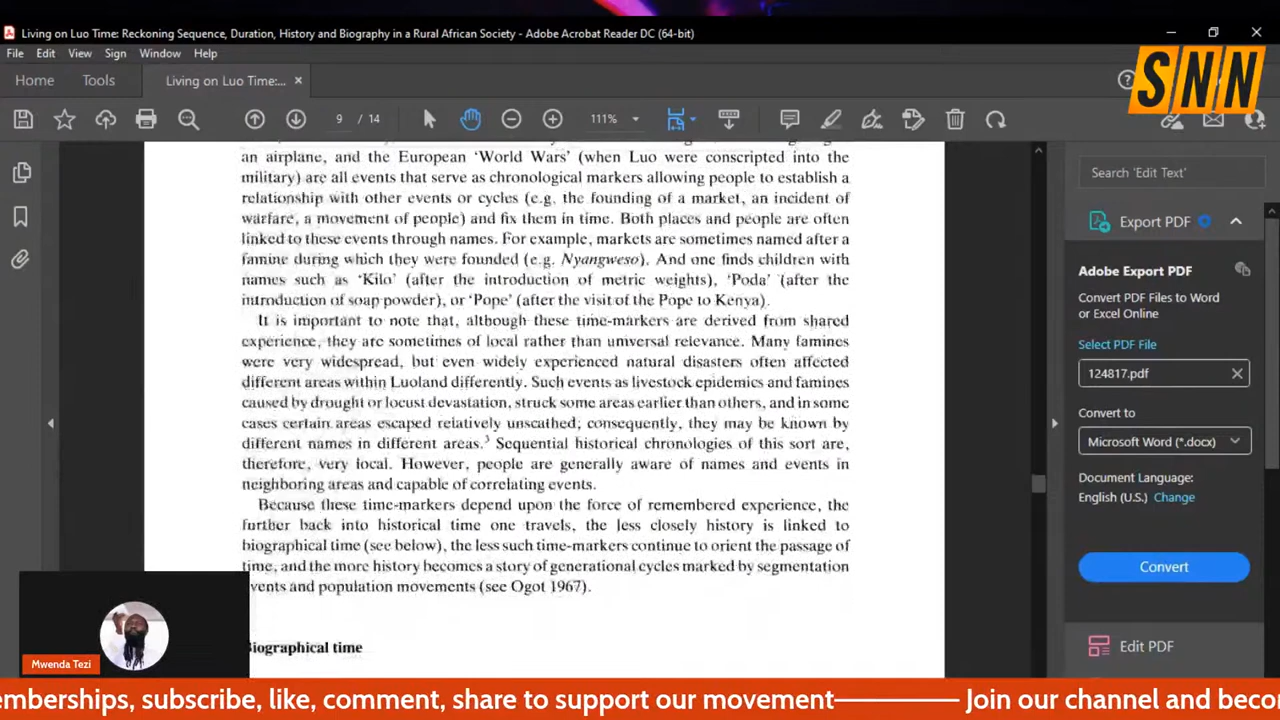 Living on Luo Time: Reckoning Sequence, Duration, History and Biography in a Rural African Society - Adobe Acrobat Reader DC (64-bit)
File Edit View Sign Window Help
Home Tools Living on Luo Time:...
SNN
9 / 14 111%
an airplane, and the European ‘World Wars’ (when Luo were conscripted into the
military) are all events that serve as chronological markers allowing people to establish a
relationship with other events or cycles (e.g. the founding of a market, an incident of
warfare, a movement of people) and fix them in time. Both places and people are often
linked to these events through names. For example, markets are sometimes named after a
famine during which they were founded (e.g. Nyangweso). And one finds children with
names such as ‘Kilo’ (after the introduction of metric weights), ‘Poda’ (after the
introduction of soap powder), or ‘Pope’ (after the visit of the Pope to Kenya).
It is important to note that, although these time-markers are derived from shared
experience, they are sometimes of local rather than universal relevance. Many famines
were very widespread, but even widely experienced natural disasters often affected
different areas within Luoland differently. Such events as livestock epidemics and famines
caused by drought or locust devastation, struck some areas earlier than others, and in some
cases certain areas escaped relatively unscathed; consequently, they may be known by
different names in different areas.³ Sequential historical chronologies of this sort are,
therefore, very local. However, people are generally aware of names and events in
neighboring areas and capable of correlating events.
Because these time-markers depend upon the force of remembered experience, the
further back into historical time one travels, the less closely history is linked to
biographical time (see below), the less such time-markers continue to orient the passage of
time, and the more history becomes a story of generational cycles marked by segmentation
vents and population movements (see Ogot 1967).
iographical time
Search 'Edit Text'
Export PDF
Adobe Export PDF
Convert PDF Files to Word
or Excel Online
Select PDF File
124817.pdf
Convert to
Microsoft Word (*.docx)
Document Language:
English (U.S.) Change
Convert
Edit PDF
Mwenda Tezi
emberships, subscribe, like, comment, share to support our movement———— Join our channel and beco